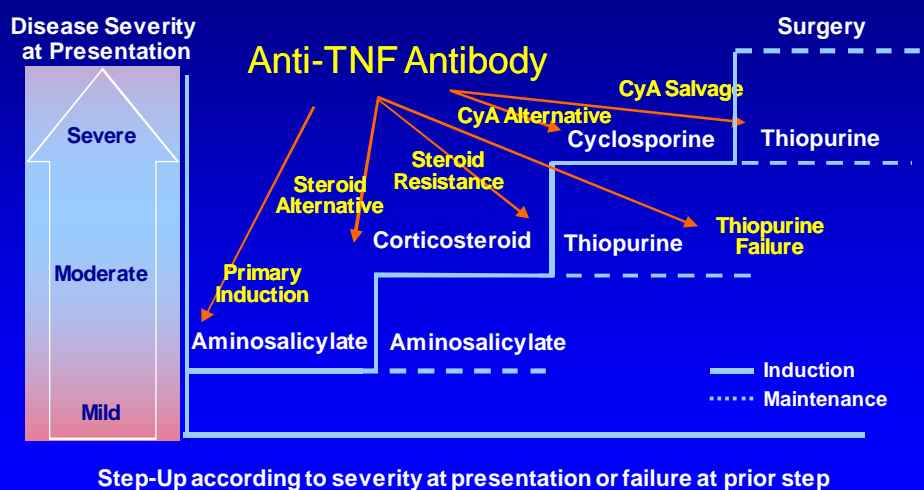 Disease Severity
at Presentation
Surgery
Anti-TNF Antibody
CyA Salvage
CyA Alternative
Severe
Cyclosporine
Thiopurine
Steroid
Resistance
Steroid
Alternative
Corticosteroid
Thiopurine
Thiopurine
Failure
Moderate
Primary
Induction
Aminosalicylate
Aminosalicylate
Induction
Maintenance
Mild
Step-Up according to severity at presentation or failure at prior step